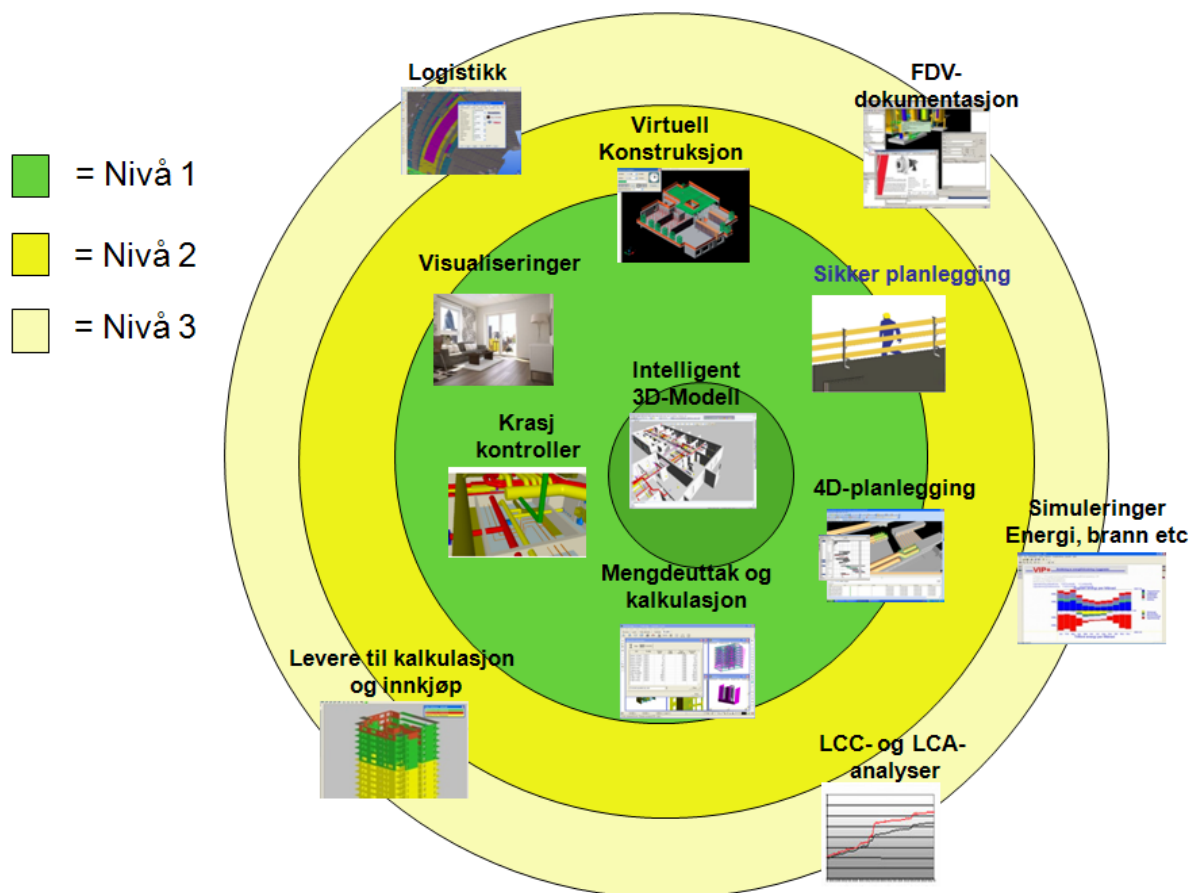 Logistikk
FDV-
dokumentasjon
Virtuell
Konstruksjon
= Nivå 1
= Nivå 2
= Nivå 3
Visualiseringer
Sikker planlegging
Intelligent
3D-Modell
Krasj
kontroller
4D-planlegging
Simuleringer
Energi, brann etc
VIP+
Mengdeuttak og
kalkulasjon
Levere til kalkulasjon
og innkjøp
LCC- og LCA-
analyser